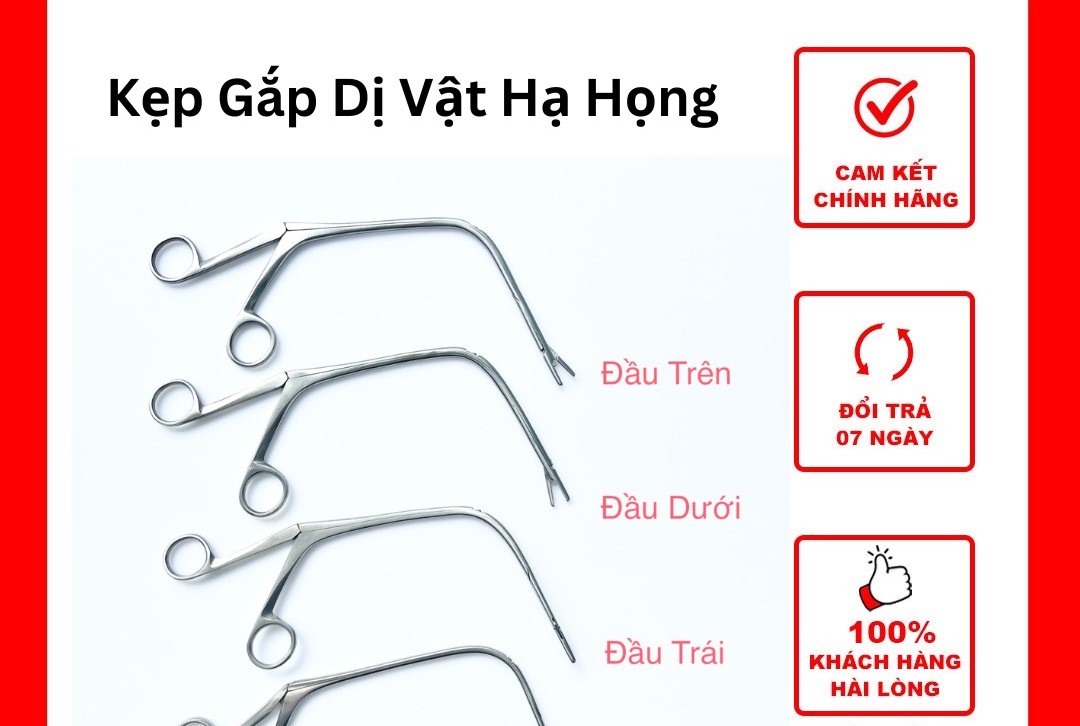 Kẹp Gắp Dị Vật Hạ Họng
CAM KẾT
CHÍNH HÃNG
Đầu Trên
ĐỔI TRẢ
07 NGÀY
Đầu Dưới
100%
KHÁCH HÀNG
HÀI LÒNG
Đầu Trái